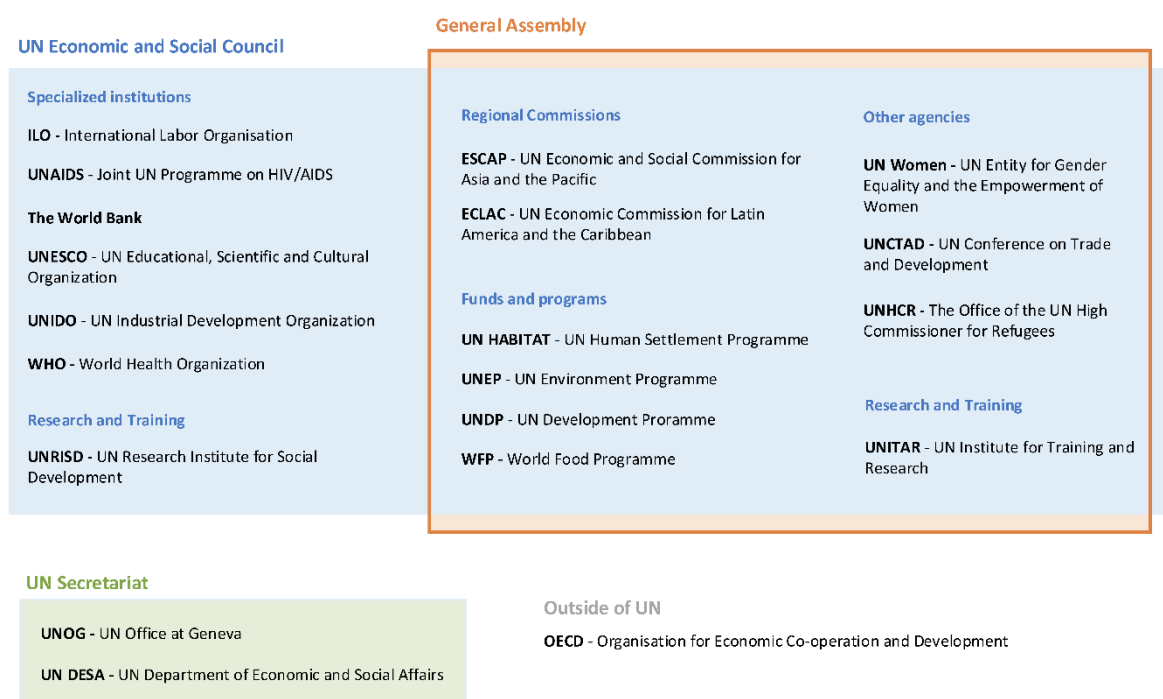 General Assembly
UN Economic and Social Council
Specialized institutions
ILO - International Labor Organisation
UNAIDS - Joint UN Programme on HIV/AIDS
The World Bank
UNESCO - UN Educational, Scientific and Cultural
Organization
UNIDO - UN Industrial Development Organization
WHO - World Health Organization
Research and Training
UNRISD - UN Research Institute for Social
Development
Regional Commissions
ESCAP - UN Economic and Social Commission for
Asia and the Pacific
ECLAC - UN Economic Commission for Latin
America and the Caribbean
Funds and programs
UN HABITAT - UN Human Settlement Programme
UNEP - UN Environment Programme
UNDP - UN Development Proramme
WFP - World Food Programme
Other agencies
UN Women - UN Entity for Gender
Equality and the Empowerment of
Women
UNCTAD - UN Conference on Trade
and Development
UNHCR - The Office of the UN High
Commissioner for Refugees
Research and Training
UNITAR - UN Institute for Training and
Research
UN Secretariat
UNOG - UN Office at Geneva
UN DESA - UN Department of Economic and Social Affairs
Outside of UN
OECD - Organisation for Economic Co-operation and Development